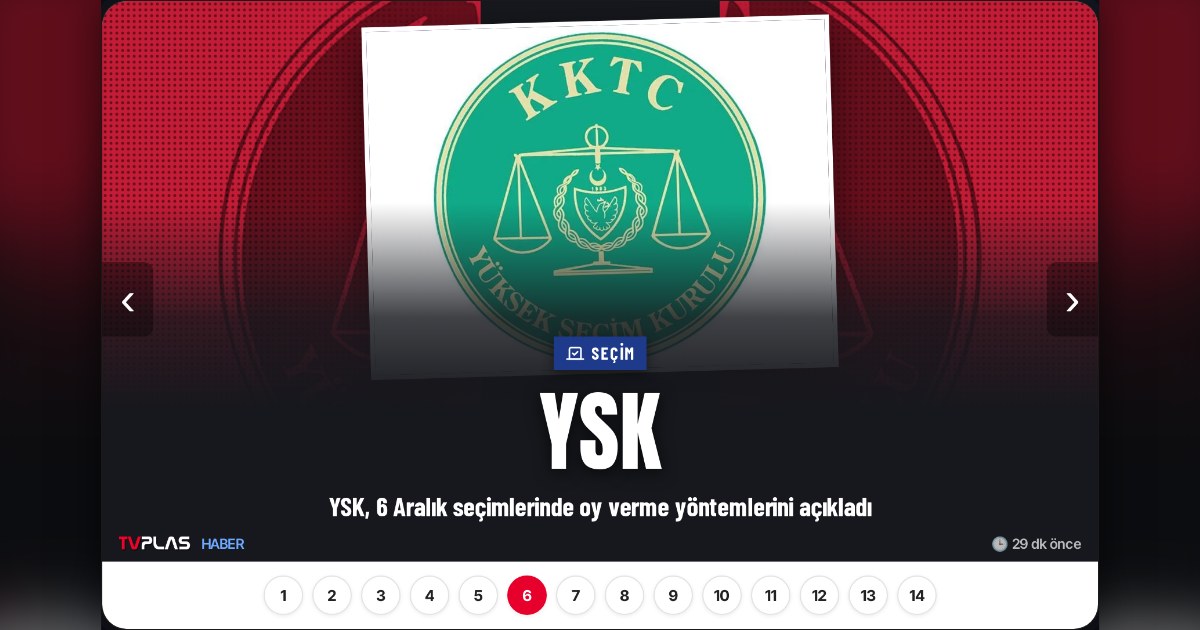 KKTC
YÜKSEK SEÇİM KURULU
SEÇİM
YSK
YSK, 6 Aralık seçimlerinde oy verme yöntemlerini açıkladı
TVPLAS HABER
29 dk önce
1 2 3 4 5 6 7 8 9 10 11 12 13 14